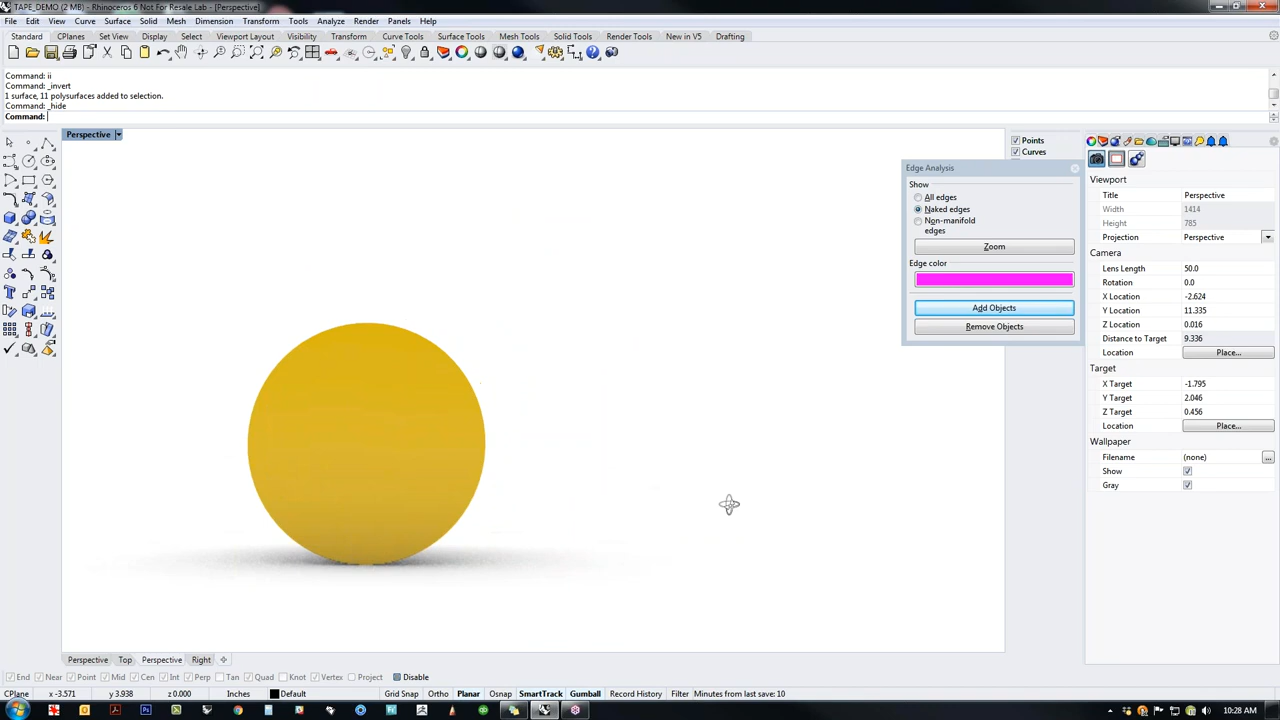 TAPE_DEMO (2 MB) - Rhinoceros 6 Not For Resale Lab - [Perspective]
File Edit View Curve Surface Solid Mesh Dimension Transform Tools Analyze Render Panels Help
Standard CPlanes Set View Display Select Viewport Layout Visibility Transform Curve Tools Surface Tools Mesh Tools Solid Tools Render Tools New in V5 Drafting
Command: ii
Command: _invert
1 surface, 11 polysurfaces added to selection.
Command: _hide
Command:
Perspective
Points
Curves
Edge Analysis
Show
All edges
Naked edges
Non-manifold
edges
Zoom
Edge color
Add Objects
Remove Objects
Viewport
Title Perspective
Width 1414
Height 785
Projection Perspective
Camera
Lens Length 50.0
Rotation 0.0
X Location -2.624
Y Location 11.335
Z Location 0.016
Distance to Target 9.336
Location Place...
Target
X Target -1.795
Y Target 2.046
Z Target 0.456
Location Place...
Wallpaper
Filename (none) ...
Show
Gray
Perspective Top Perspective Right
End Near Point Mid Cen Int Perp Tan Quad Knot Vertex Project Disable
CPlane x -3.571 y 3.938 z 0.000 Inches Default Grid Snap Ortho Planar Osnap SmartTrack Gumball Record History Filter Minutes from last save: 10
10:28 AM